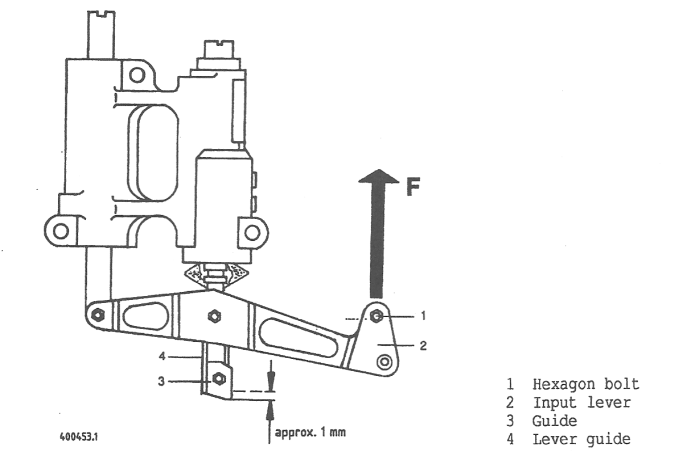 F
1
2
4
3
approx. 1 mm
400453.1
1 Hexagon bolt
2 Input lever
3 Guide
4 Lever guide